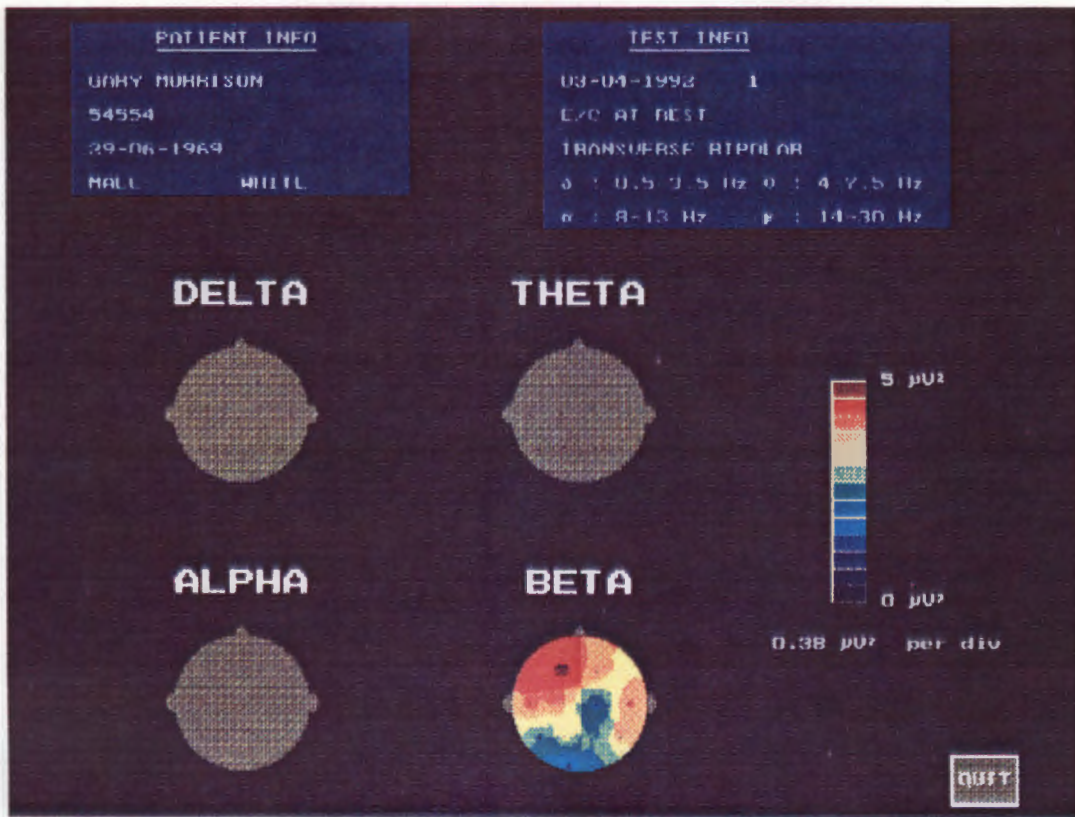 PATIENT INFO
GARY MORRISON
54554
29-06-1969
MALE WHITE
TEST INFO
03-04-1992 1
E/C AT REST
TRANSVERSE BIPOLAR
δ : 0.5-3.5 Hz θ : 4-7.5 Hz
α : 8-13 Hz β : 14-30 Hz
DELTA
THETA
5 µV²
ALPHA
BETA
0 µV²
0.38 µV² per div